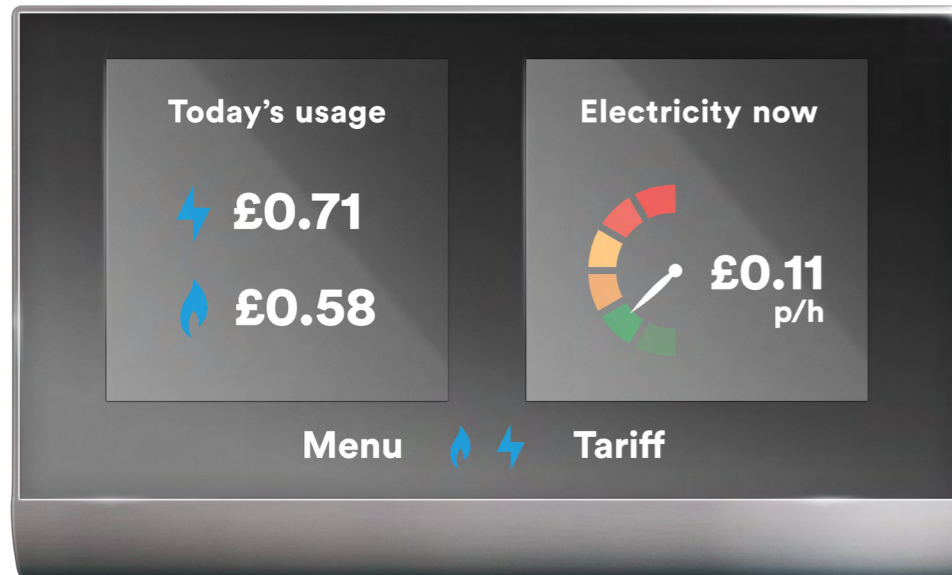 Today’s usage
£0.71
£0.58
Electricity now
£0.11
p/h
Menu
Tariff